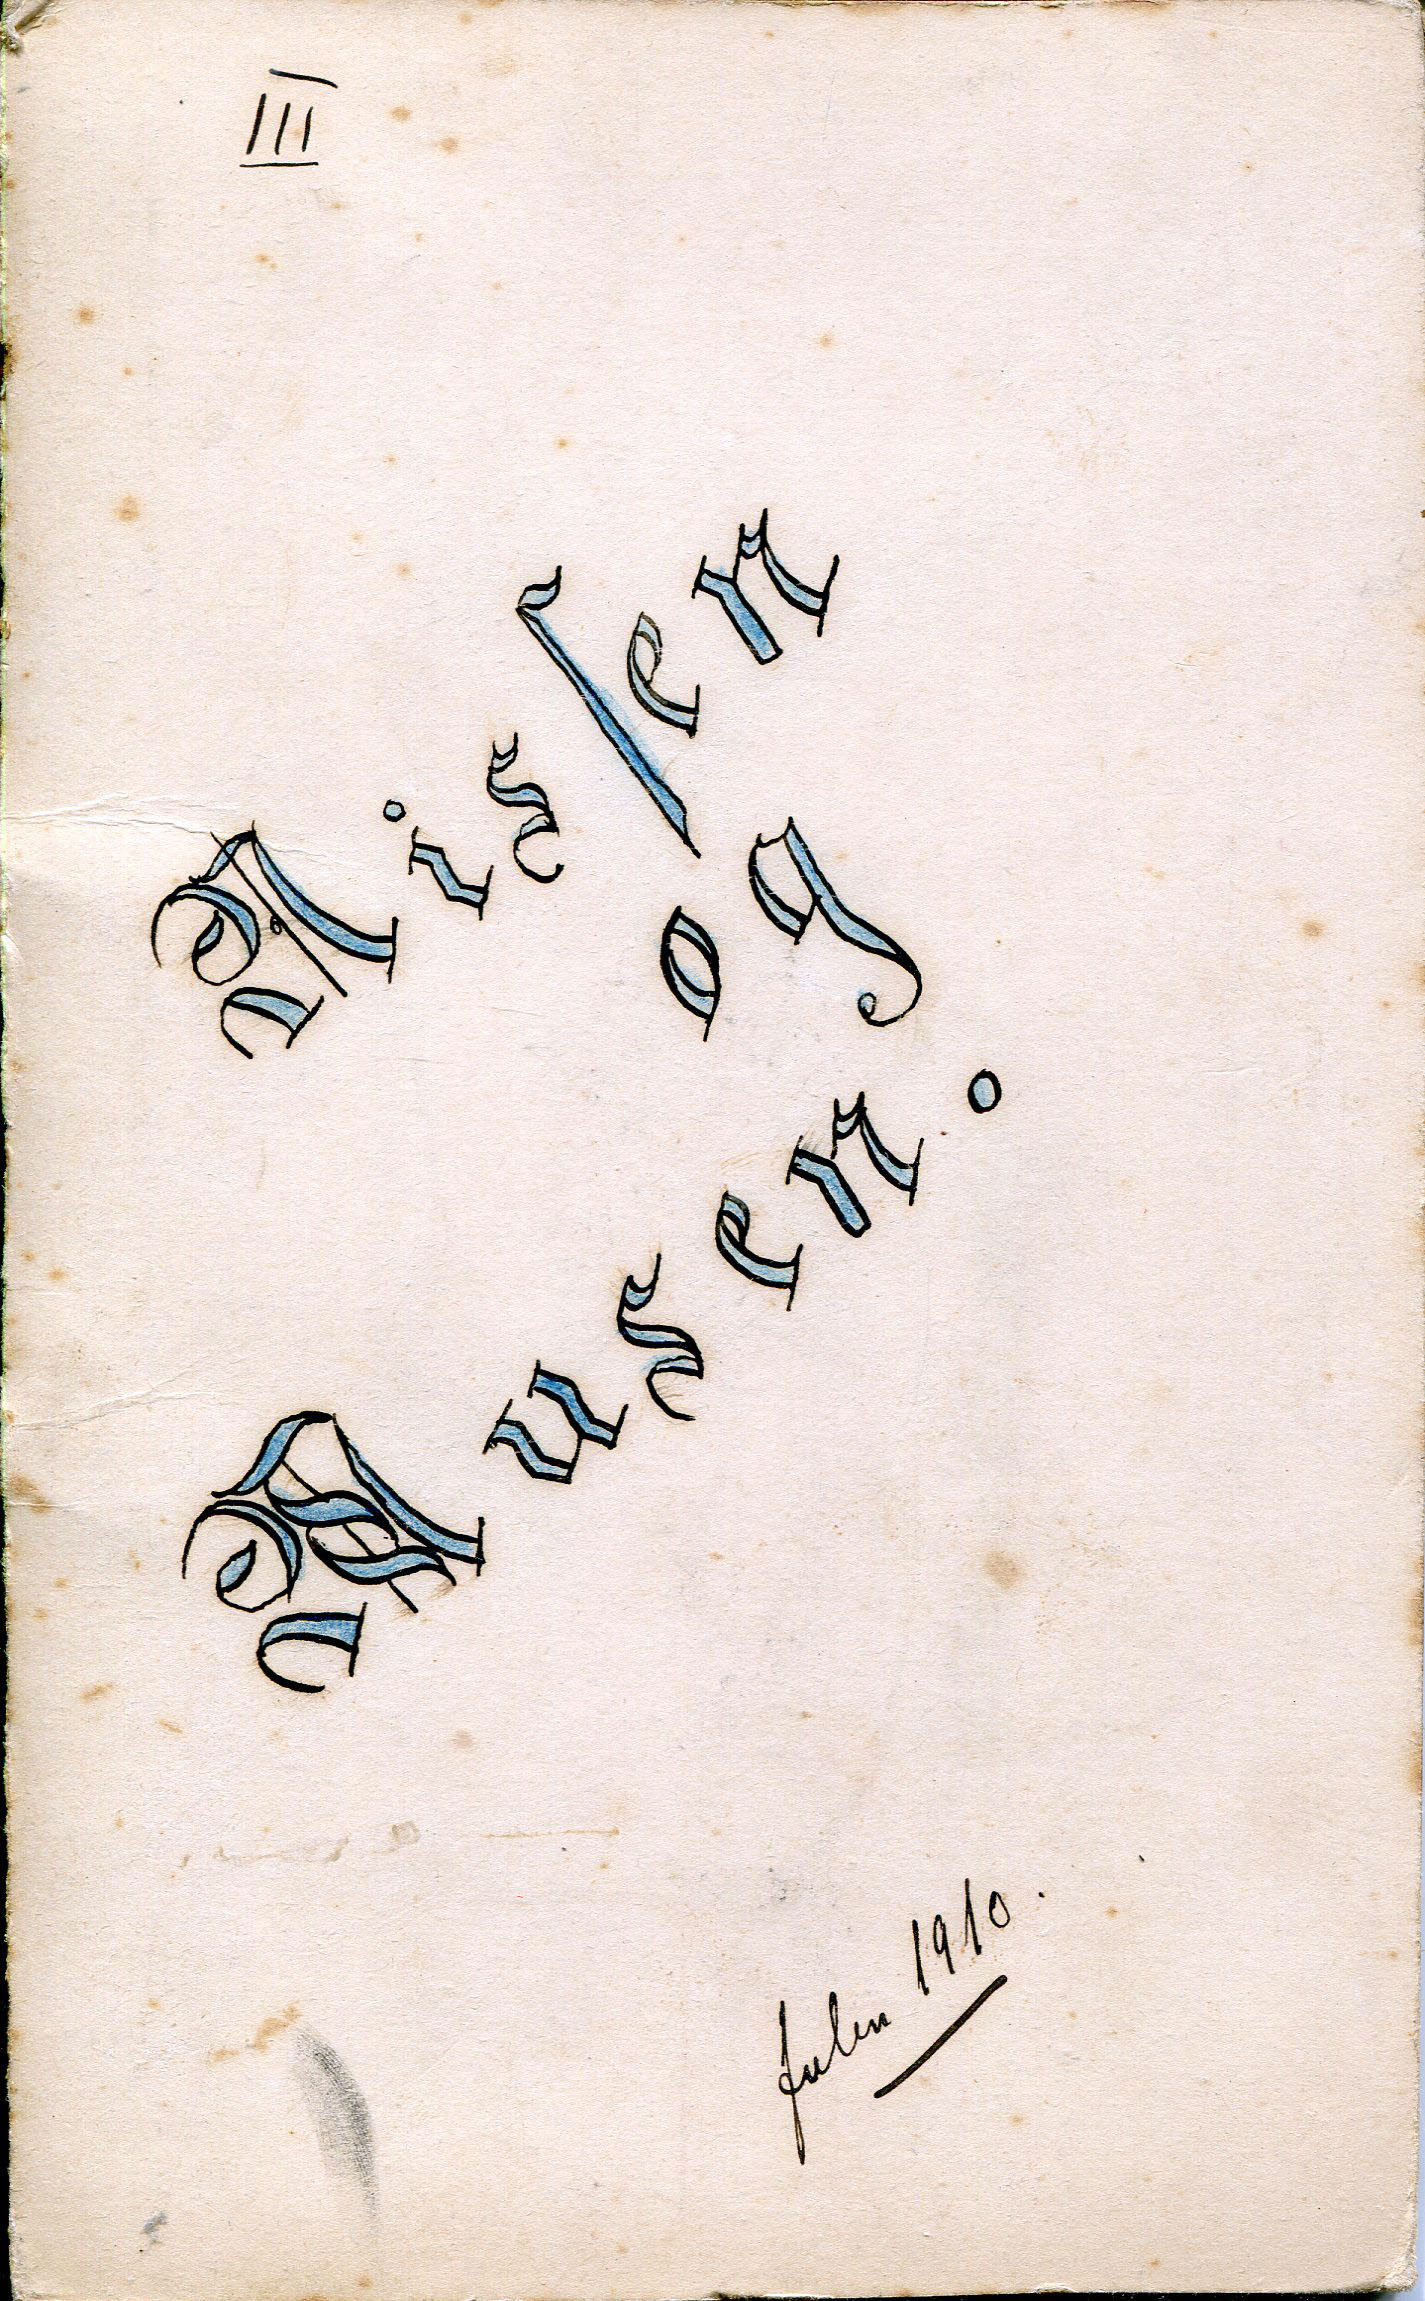 III
Nisſen
og
Musen.
Julen 1910.